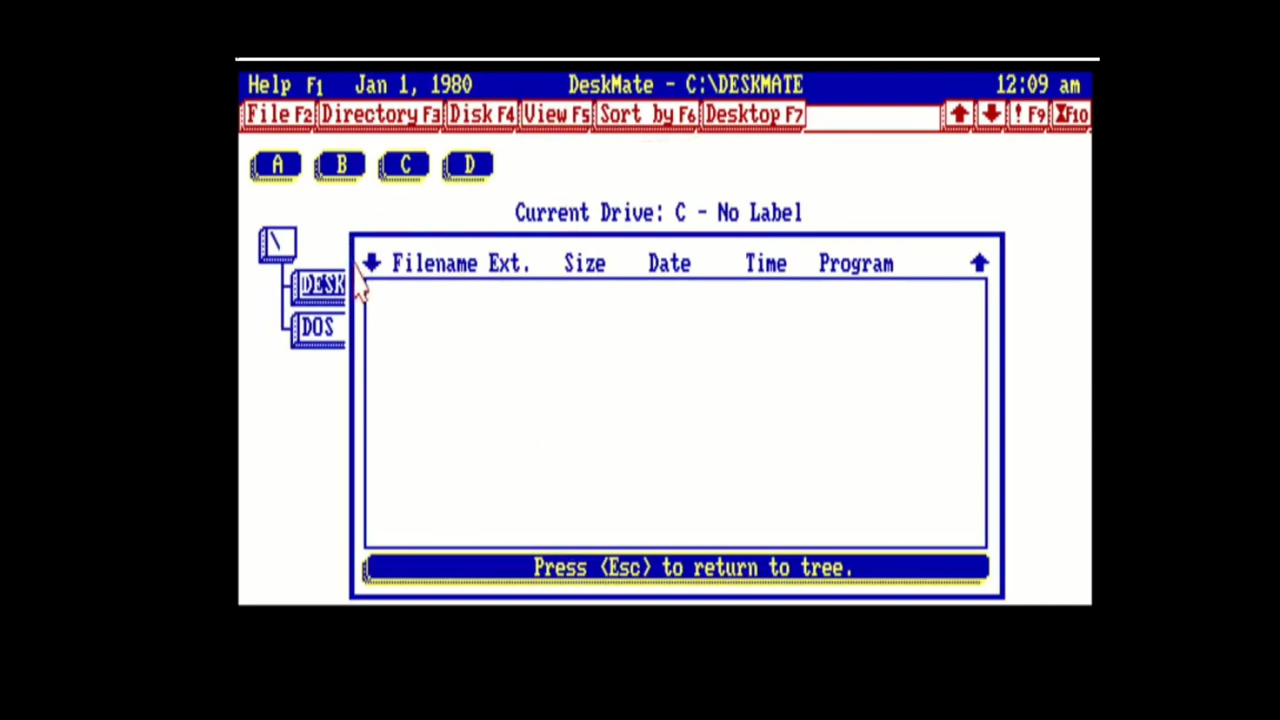 Help F1 Jan 1, 1980 DeskMate - C:\DESKMATE 12:09 am
File F2 Directory F3 Disk F4 View F5 Sort by F6 Desktop F7 ! F9 F10
A B C D
Current Drive: C - No Label
\
Filename Ext. Size Date Time Program
DESK
DOS
Press <Esc> to return to tree.